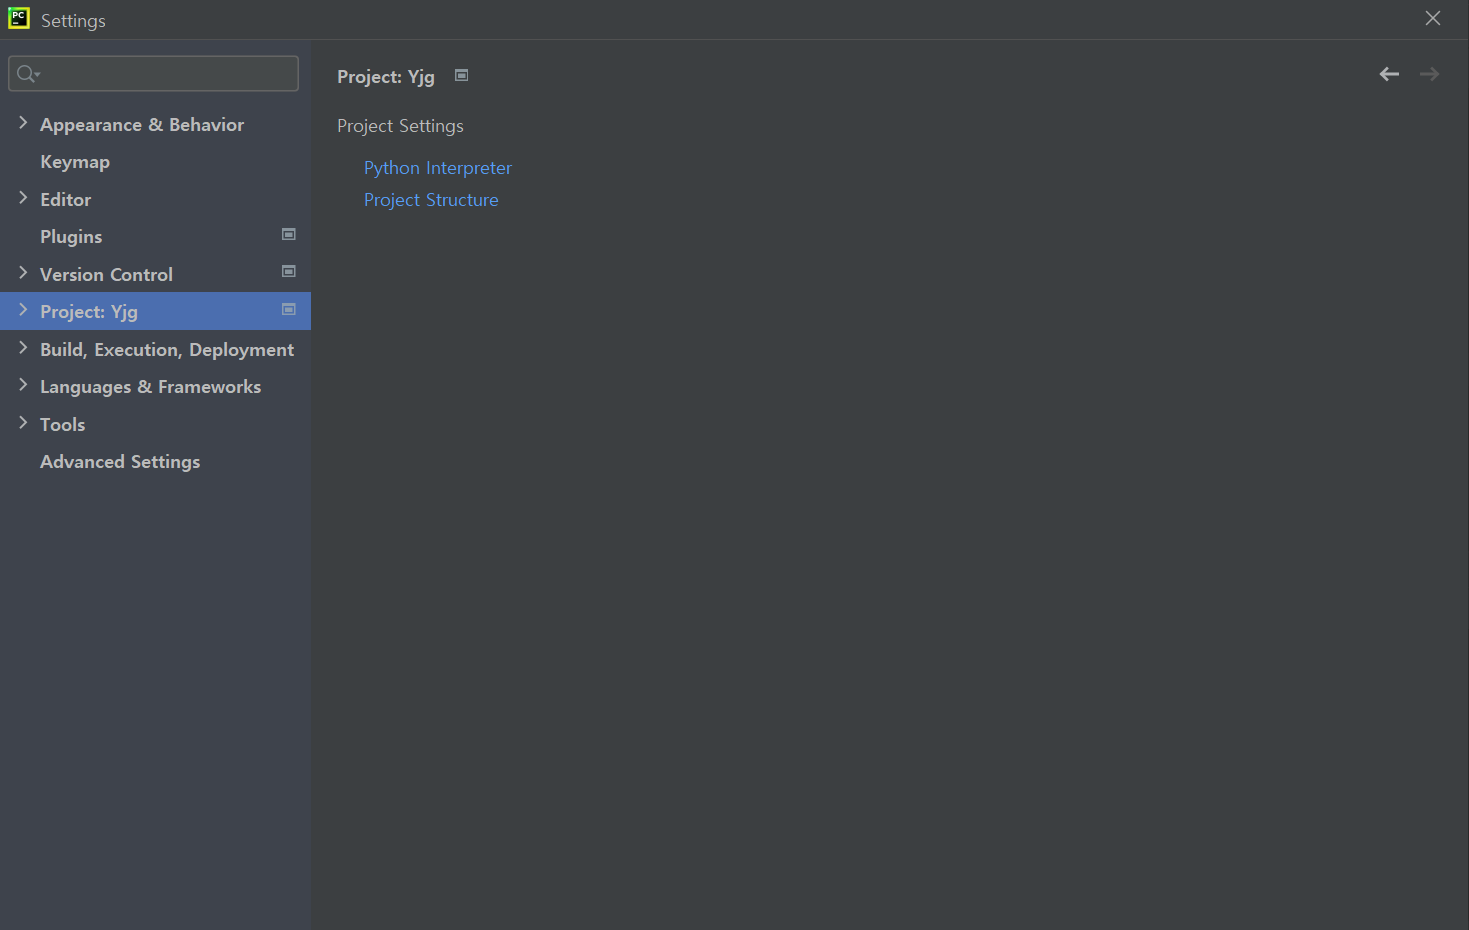 PC
Settings
Appearance & Behavior
Keymap
Editor
Plugins
Version Control
Project: Yjg
Build, Execution, Deployment
Languages & Frameworks
Tools
Advanced Settings
Project: Yjg
Project Settings
Python Interpreter
Project Structure